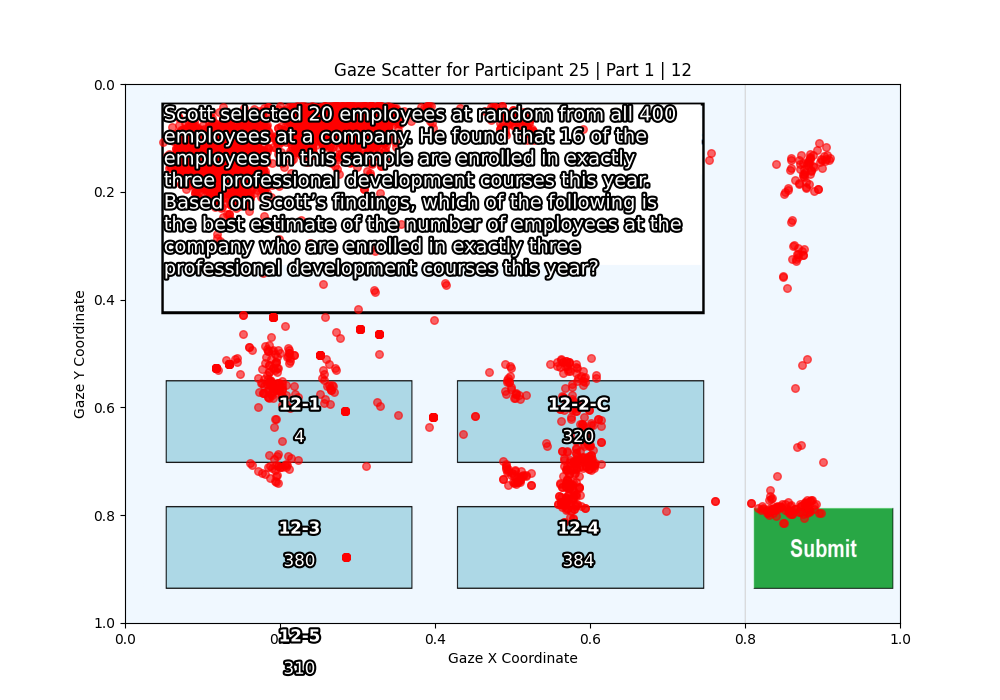 Gaze Scatter for Participant 25 | Part 1 | 12
Scott selected 20 employees at random from all 400
employees at a company. He found that 16 of the
employees in this sample are enrolled in exactly
three professional development courses this year.
Based on Scott's findings, which of the following is
the best estimate of the number of employees at the
company who are enrolled in exactly three
professional development courses this year?
12-1
4
12-2-C
320
12-3
380
12-4
384
Submit
12-5
310
0.0
0.2
0.4
0.6
0.8
1.0
Gaze Y Coordinate
0.0
0.2
0.4
0.6
0.8
1.0
Gaze X Coordinate